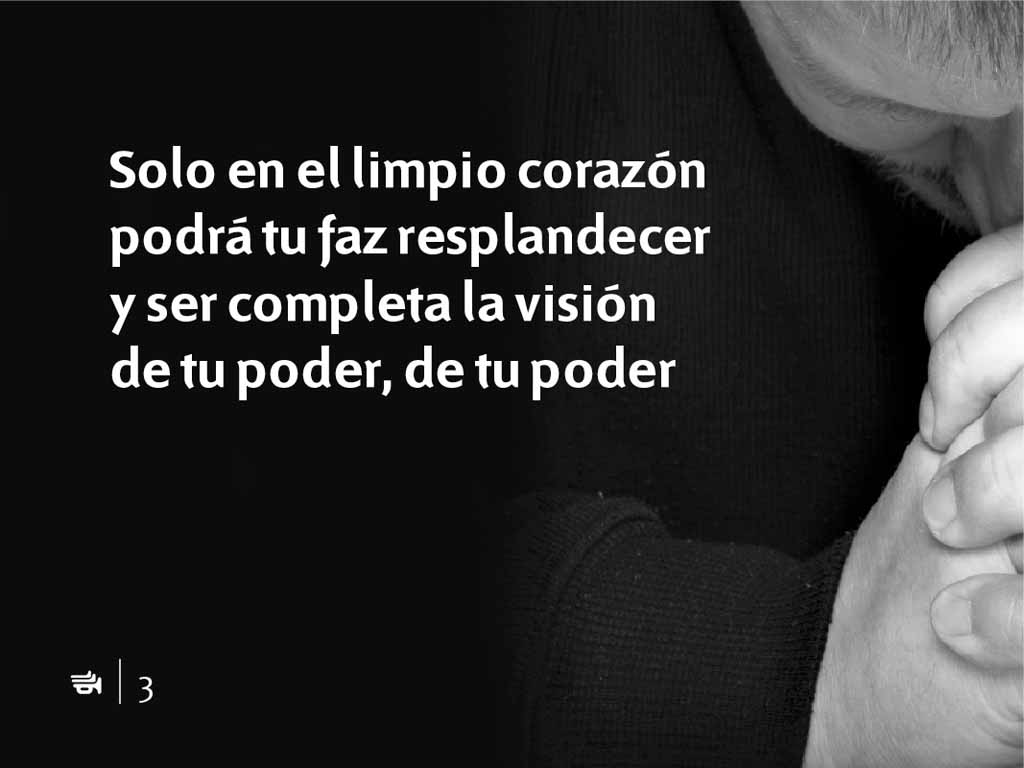 Solo en el limpio corazón
podrá tu faz resplandecer
y ser completa la visión
de tu poder, de tu poder
3